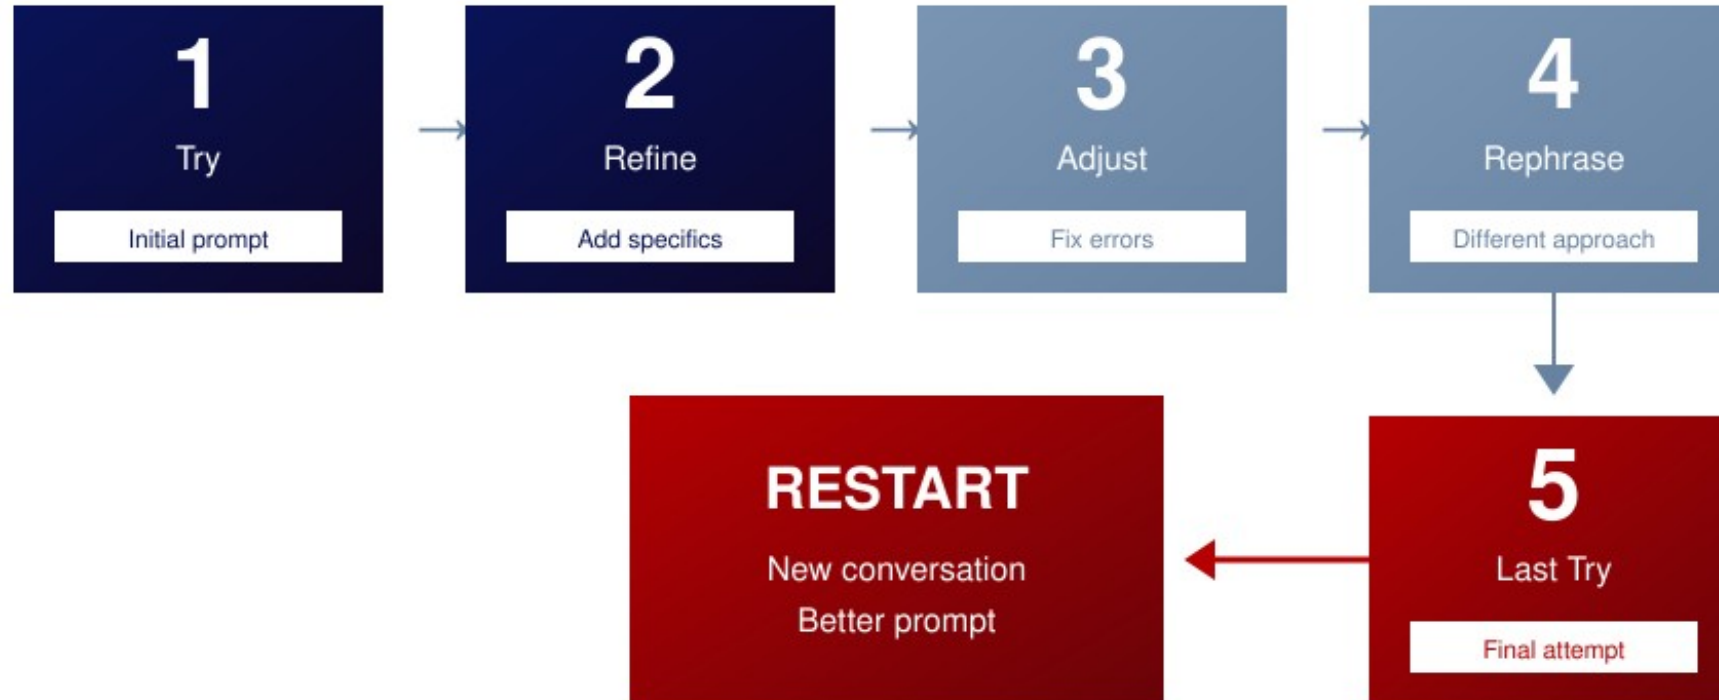 1
Try
Initial prompt
2
Refine
Add specifics
3
Adjust
Fix errors
4
Rephrase
Different approach
5
Last Try
Final attempt
RESTART
New conversation
Better prompt